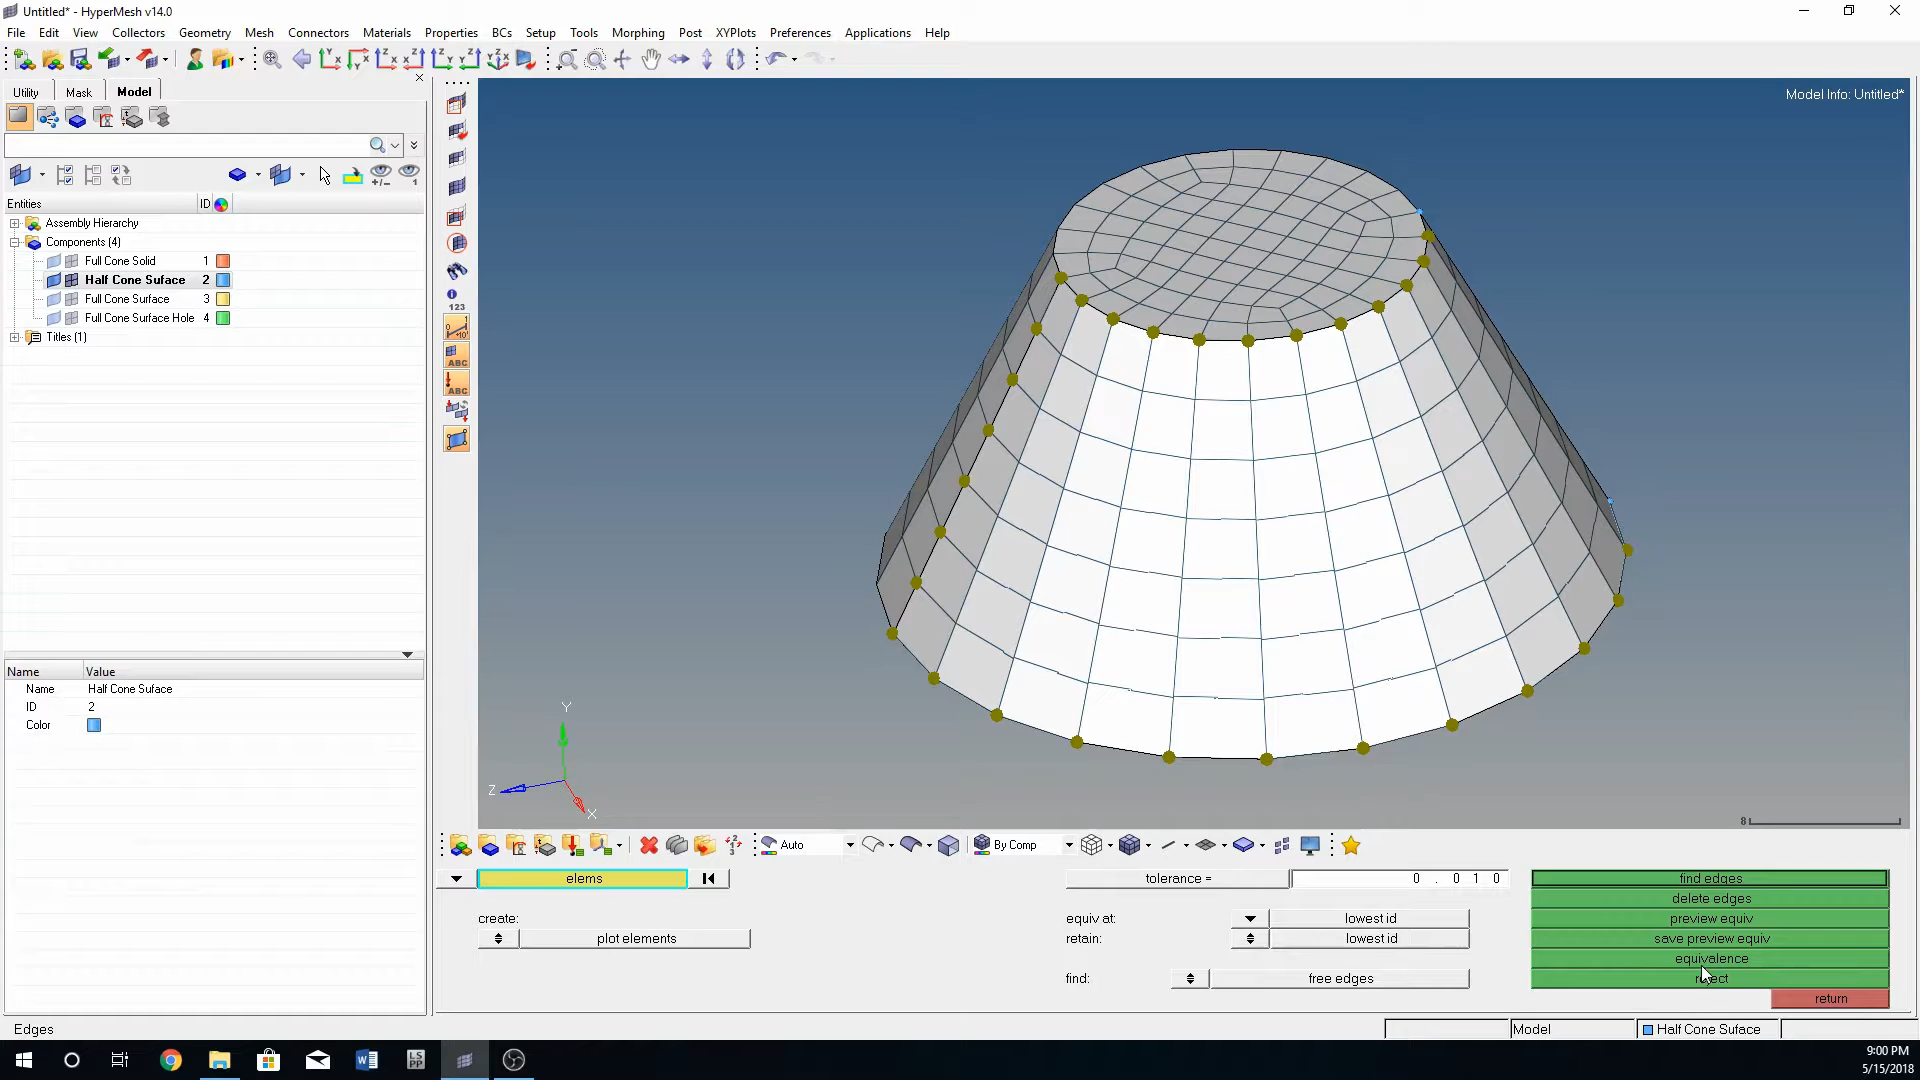 Untitled* - HyperMesh v14.0
File Edit View Collectors Geometry Mesh Connectors Materials Properties BCs Setup Tools Morphing Post XYPlots Preferences Applications Help
Utility Mask Model
Model Info: Untitled*
Entities ID
Assembly Hierarchy
Components (4)
Full Cone Solid 1
Half Cone Suface 2
Full Cone Surface 3
Full Cone Surface Hole 4
Titles (1)
123
ABC
ABC
Name Value
Name Half Cone Suface
ID 2
Color
Y
Z
X
8
Auto By Comp
elems tolerance = 0 . 0 1 0 find edges
delete edges
create: equiv at: lowest id preview equiv
plot elements retain: lowest id save preview equiv
equivalence
find: free edges reject
return
Edges Model Half Cone Suface
9:00 PM
5/15/2018